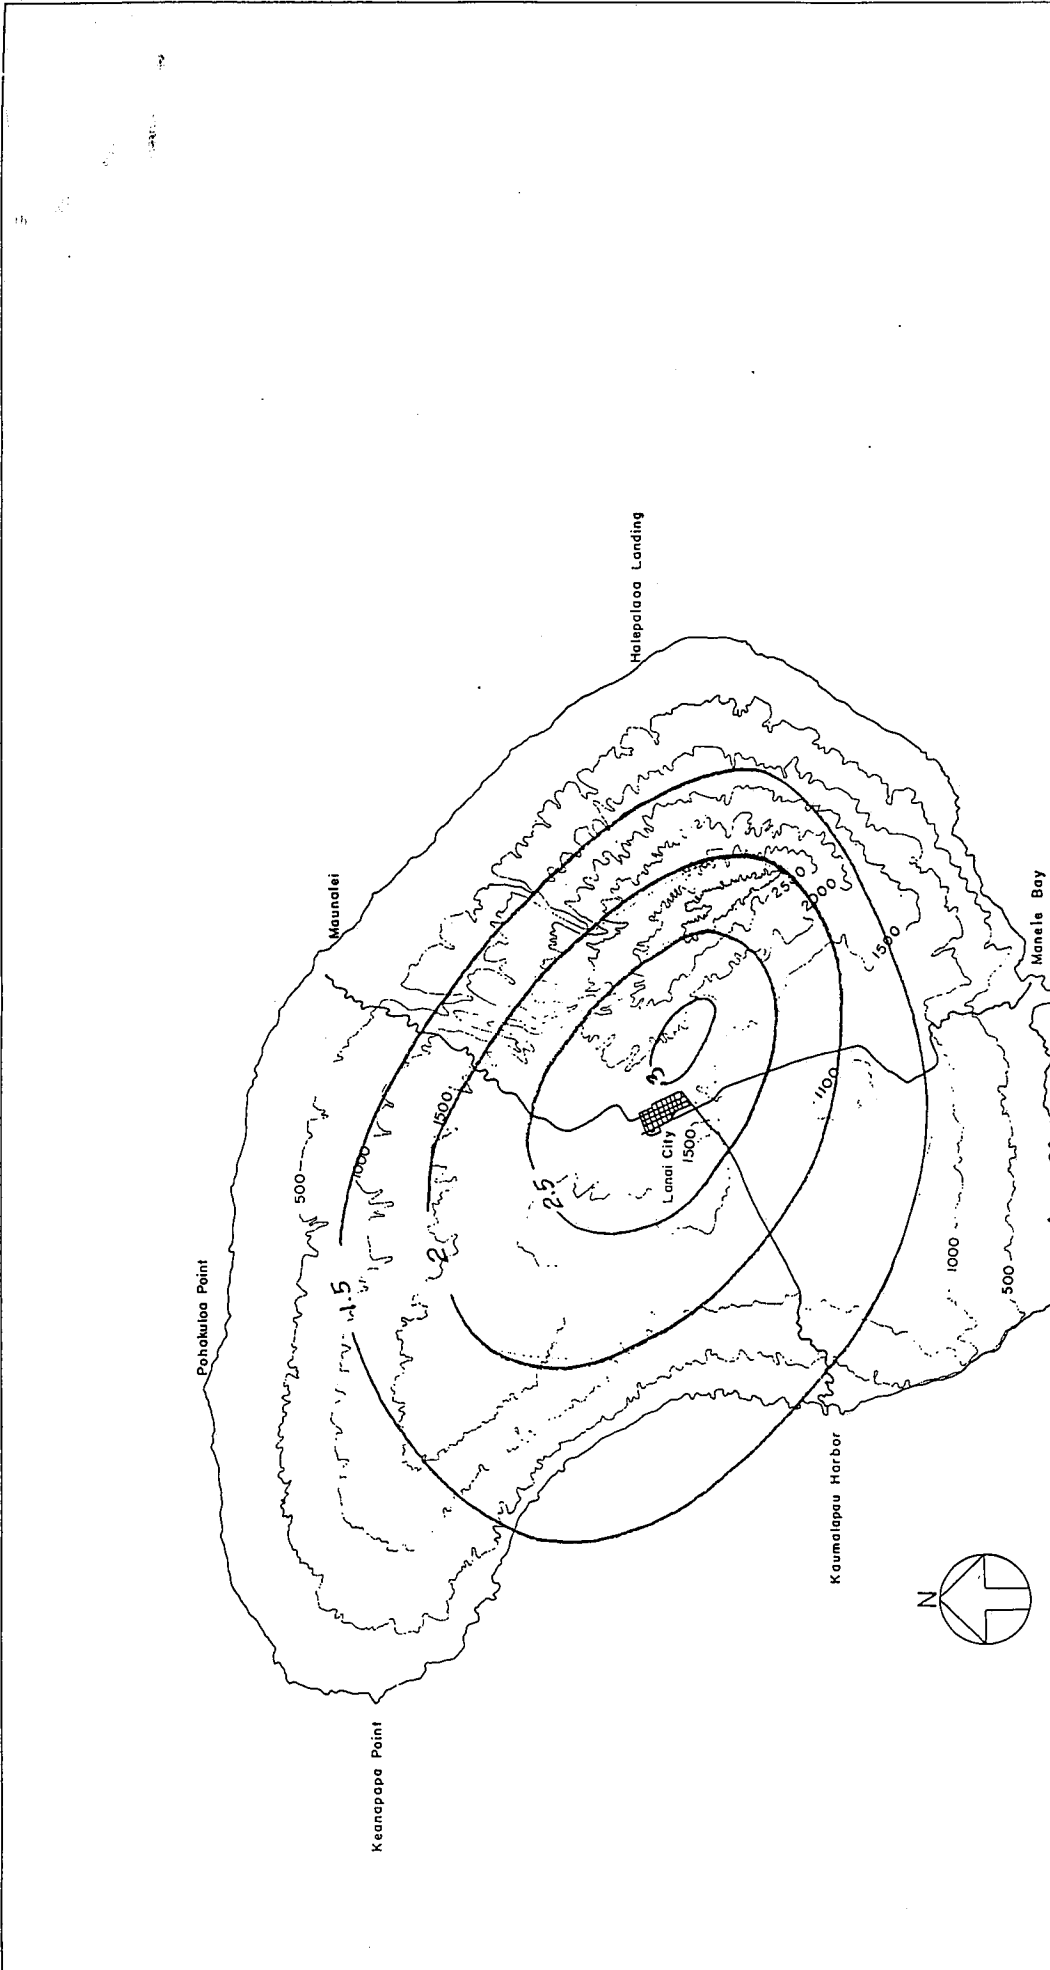 Pohakuloa Point
Maunalei
Halepalaoa Landing
Keanapapa Point
Kaumalapau Harbor
Manele Bay
Lanai City
N
500
1000
1500
1.5
2
2.5
3
1500
2500
2000
1500
1100
1000
500